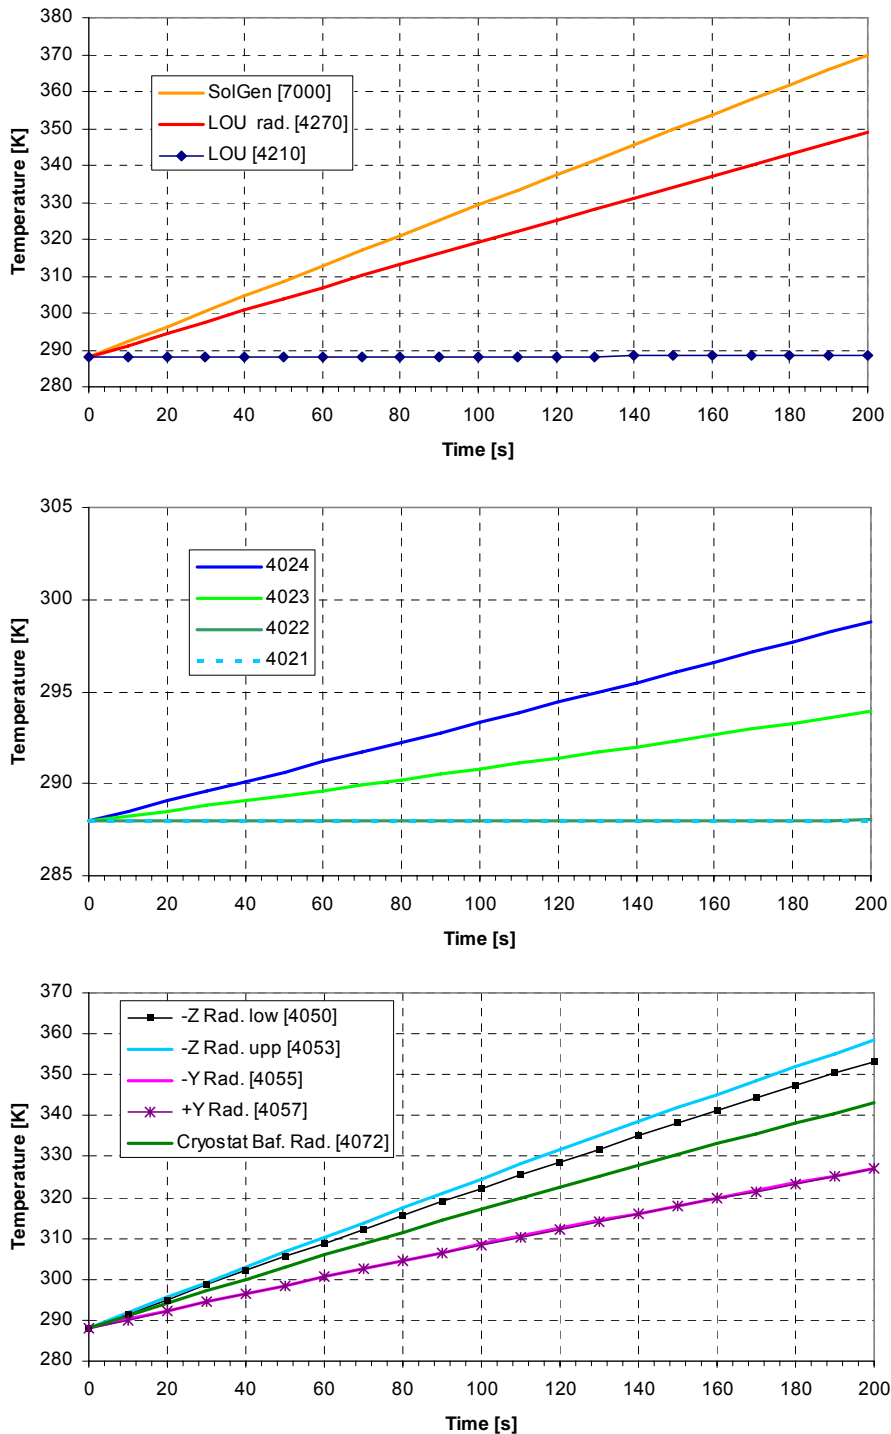 380
370
360
350
340
330
320
310
300
290
280
Temperature [K]
SolGen [7000]
LOU rad. [4270]
LOU [4210]
0 20 40 60 80 100 120 140 160 180 200
Time [s]
305
300
295
290
285
Temperature [K]
4024
4023
4022
4021
0 20 40 60 80 100 120 140 160 180 200
Time [s]
370
360
350
340
330
320
310
300
290
280
Temperature [K]
-Z Rad. low [4050]
-Z Rad. upp [4053]
-Y Rad. [4055]
+Y Rad. [4057]
Cryostat Baf. Rad. [4072]
0 20 40 60 80 100 120 140 160 180 200
Time [s]